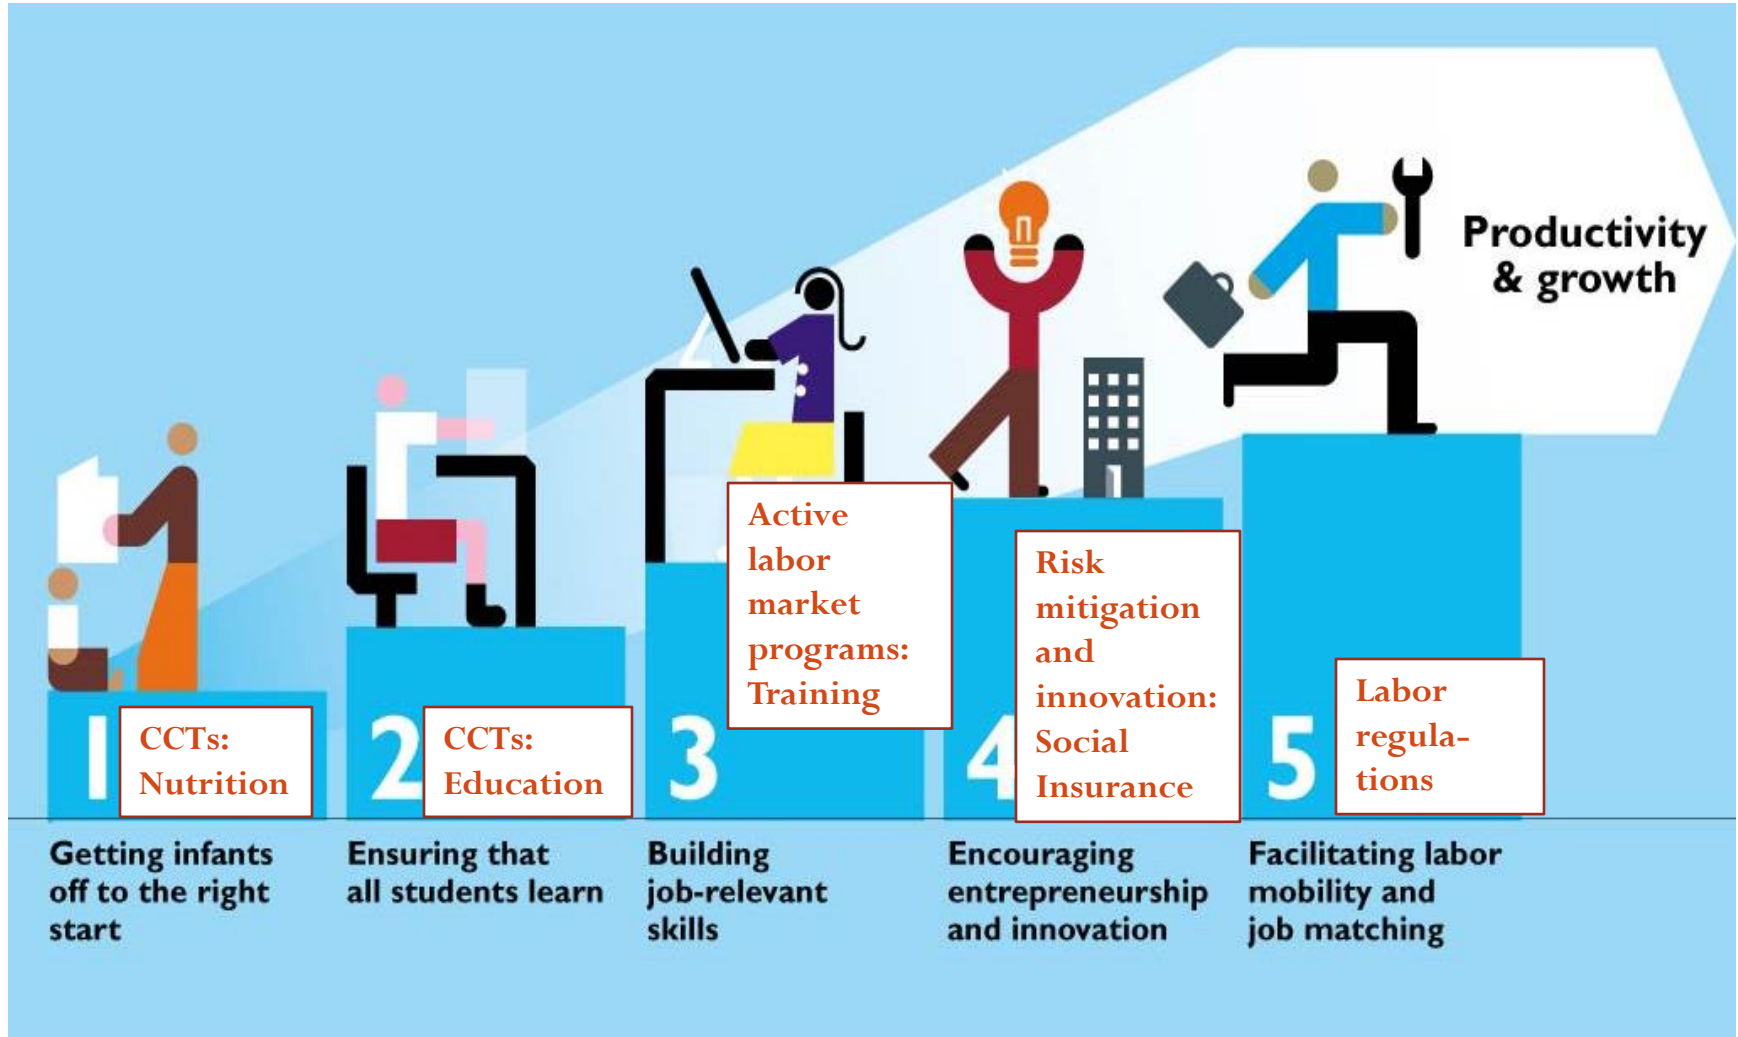 Productivity
& growth
1
CCTs:
Nutrition
2
CCTs:
Education
3
Active
labor
market
programs:
Training
4
Risk
mitigation
and
innovation:
Social
Insurance
5
Labor
regula-
tions
Getting infants
off to the right
start
Ensuring that
all students learn
Building
job-relevant
skills
Encouraging
entrepreneurship
and innovation
Facilitating labor
mobility and
job matching